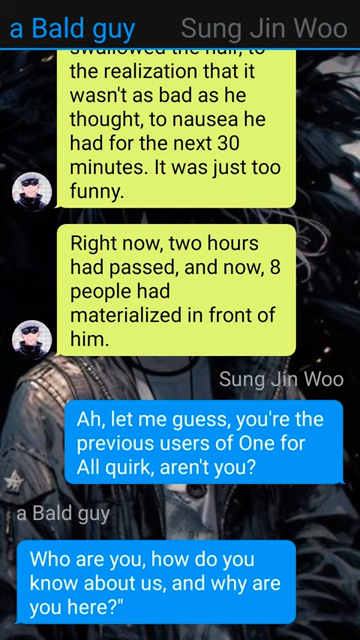 a Bald guy
Sung Jin Woo
swallowed the hair, to
the realization that it
wasn't as bad as he
thought, to nausea he
had for the next 30
minutes. It was just too
funny.
Right now, two hours
had passed, and now, 8
people had
materialized in front of
him.
Sung Jin Woo
Ah, let me guess, you're the
previous users of One for
All quirk, aren't you?
a Bald guy
Who are you, how do you
know about us, and why are
you here?"